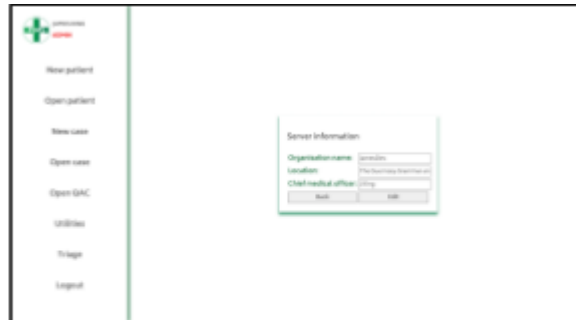 ADMIN
New patient
Open patient
New case
Open case
Open QAC
Utilities
Triage
Logout
Server information
Organisation name:
Location:
Chief medical officer:
Back
Edit